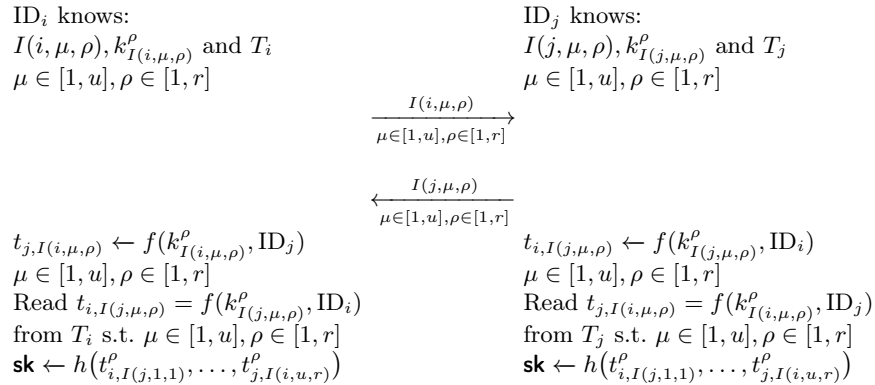 ID_i knows:
I(i, μ, ρ), k^ρ_{I(i,μ,ρ)} and T_i
μ ∈ [1, u], ρ ∈ [1, r]
ID_j knows:
I(j, μ, ρ), k^ρ_{I(j,μ,ρ)} and T_j
μ ∈ [1, u], ρ ∈ [1, r]
I(i,μ,ρ)
μ∈[1,u],ρ∈[1,r]
I(j,μ,ρ)
μ∈[1,u],ρ∈[1,r]
t_{j,I(i,μ,ρ)} ← f(k^ρ_{I(i,μ,ρ)}, ID_j)
μ ∈ [1, u], ρ ∈ [1, r]
Read t_{i,I(j,μ,ρ)} = f(k^ρ_{I(j,μ,ρ)}, ID_i)
from T_i s.t. μ ∈ [1, u], ρ ∈ [1, r]
sk ← h(t^ρ_{i,I(j,1,1)}, . . . , t^ρ_{j,I(i,u,r)})
t_{i,I(j,μ,ρ)} ← f(k^ρ_{I(j,μ,ρ)}, ID_i)
μ ∈ [1, u], ρ ∈ [1, r]
Read t_{j,I(i,μ,ρ)} = f(k^ρ_{I(i,μ,ρ)}, ID_j)
from T_j s.t. μ ∈ [1, u], ρ ∈ [1, r]
sk ← h(t^ρ_{i,I(j,1,1)}, . . . , t^ρ_{j,I(i,u,r)})